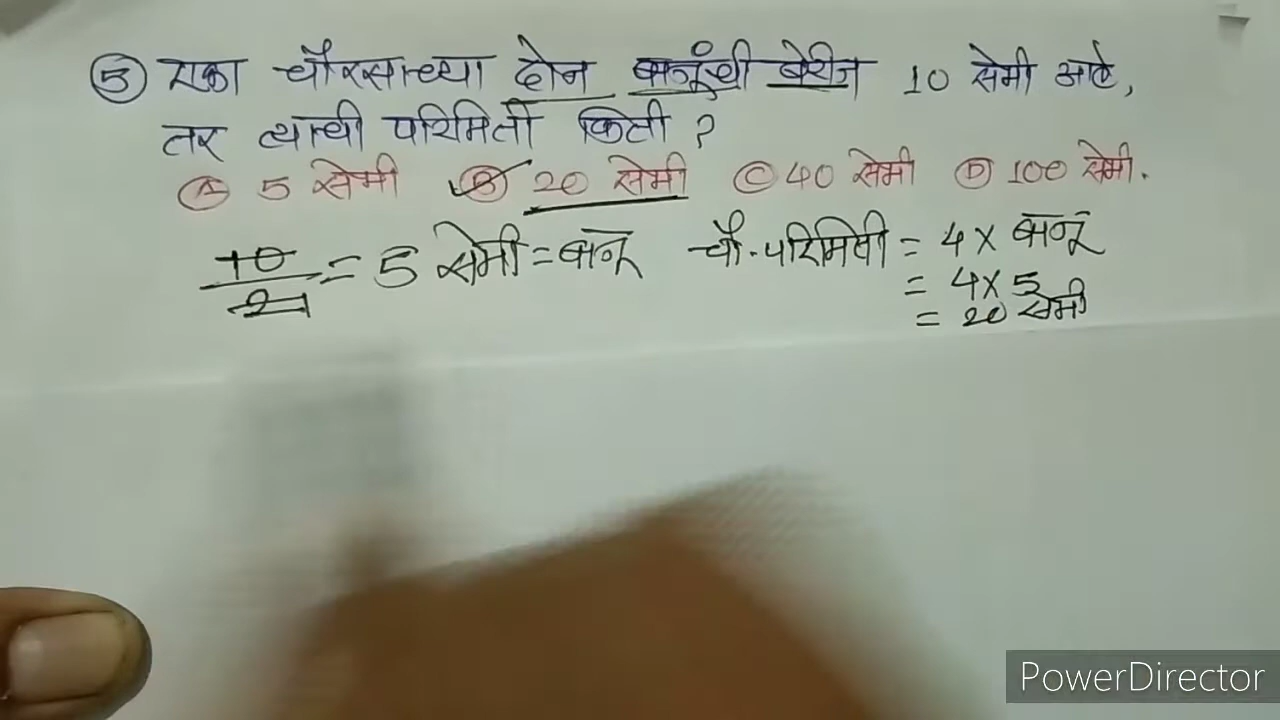 5 एका चौरसाच्या दोन बाजूंची बेरीज 10 सेमी आहे,
तर त्याची परिमिती किती ?
A 5 सेमी B 20 सेमी C 40 सेमी D 100 सेमी.
10/2 = 5 सेमी = बाजू चौ. परिमिती = 4 × बाजू
= 4 × 5
= 20 सेमी
PowerDirector